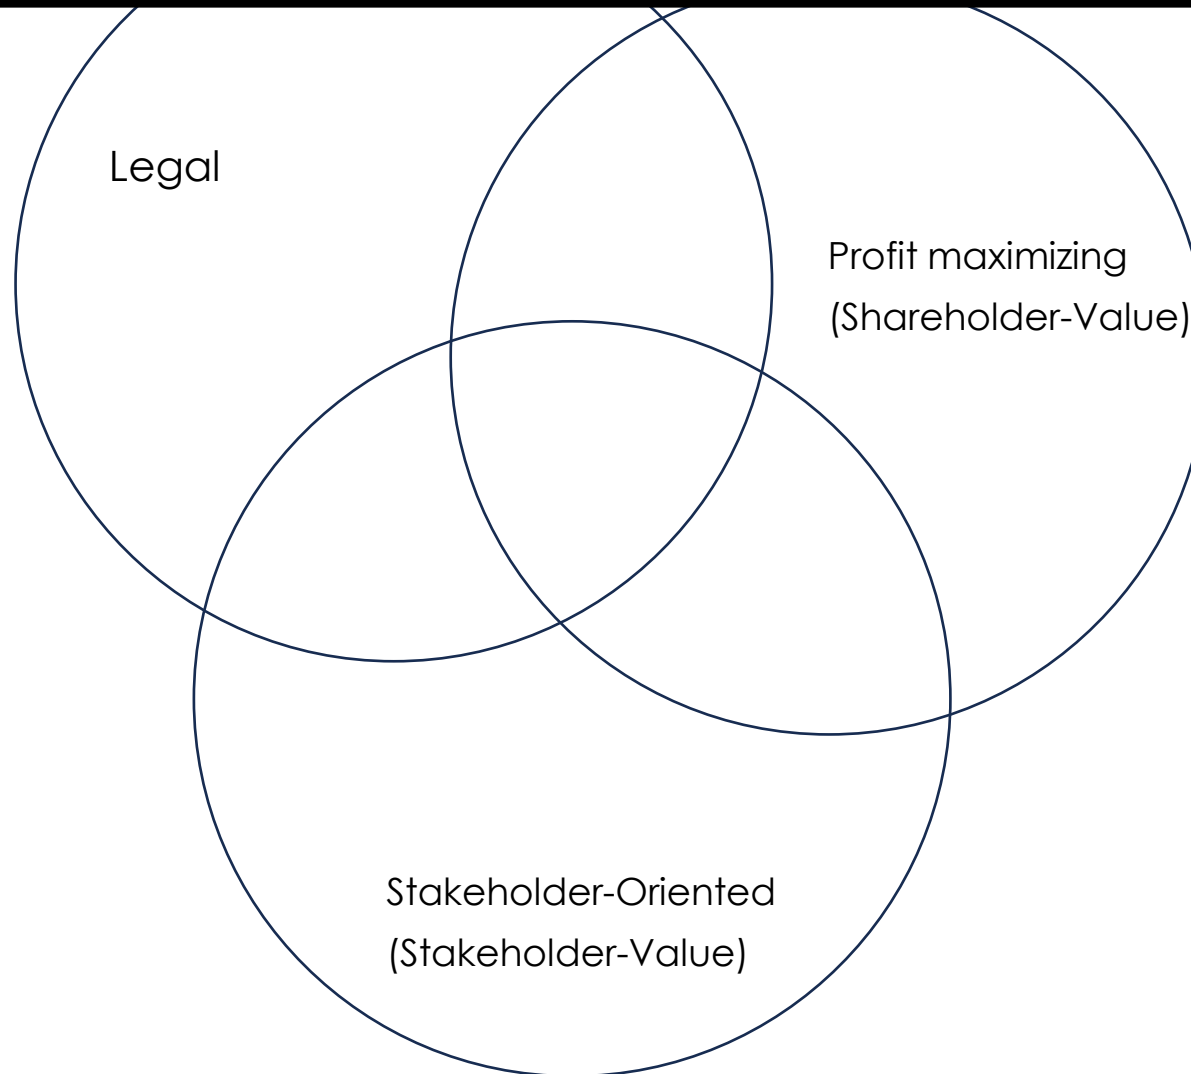 Legal
Profit maximizing
(Shareholder-Value)
Stakeholder-Oriented
(Stakeholder-Value)